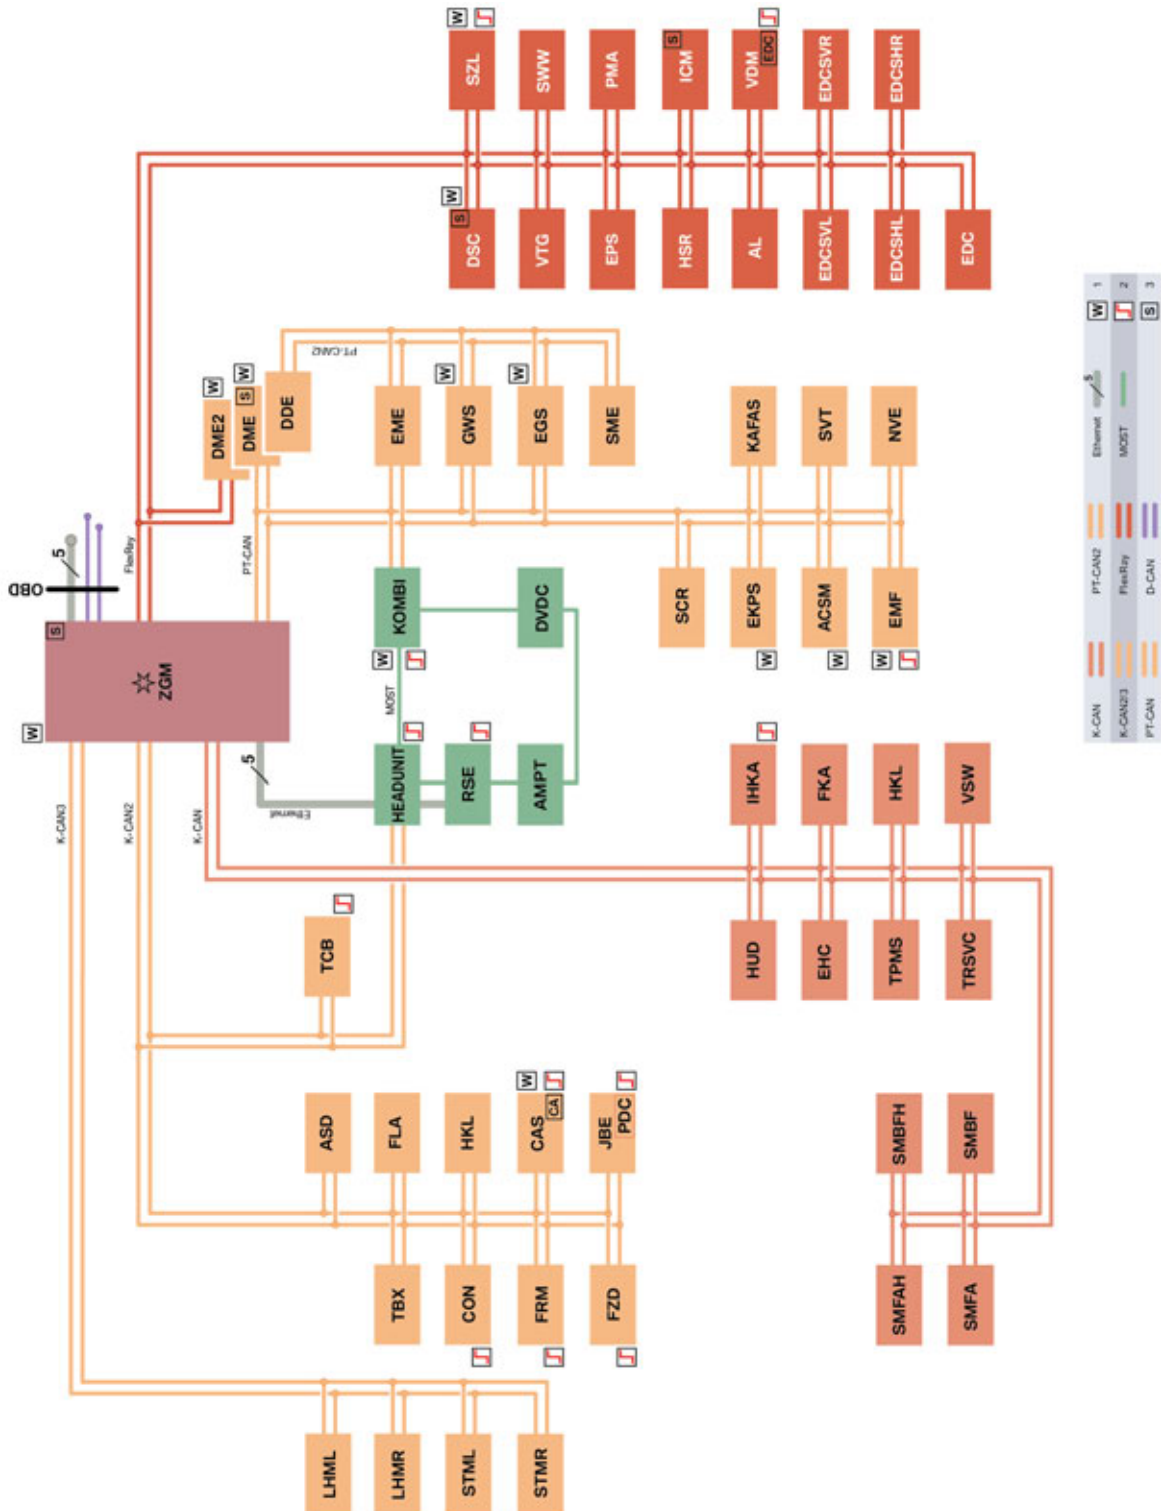 OBD
5
W
S
ZGM
K-CAN3
K-CAN2
K-CAN
Ethernet
5
MOST
FlexRay
PT-CAN
PT-CAN2
LHML
LHMR
STML
STMR
ASD
TBX
FLA
CON
HKL
FRM
CAS
W
CA
FZD
JBE
PDC
TCB
HEADUNIT
KOMBI
W
RSE
AMPT
DVDC
HUD
IHKA
EHC
FKA
TPMS
HKL
TRSVC
VSW
SMFAH
SMBFH
SMFA
SMBF
DME2
W
DME
S
W
DDE
EME
GWS
W
EGS
W
SME
SCR
EKPS
W
KAFAS
ACSM
W
SVT
EMF
W
NVE
DSC
S
W
SZL
W
VTG
SWW
EPS
PMA
HSR
ICM
S
AL
VDM
EDC
EDCSVL
EDCSVR
EDCSHL
EDCSHR
EDC
K-CAN
PT-CAN2
Ethernet
5
W
1
K-CAN2/3
FlexRay
MOST
2
PT-CAN
D-CAN
S
3